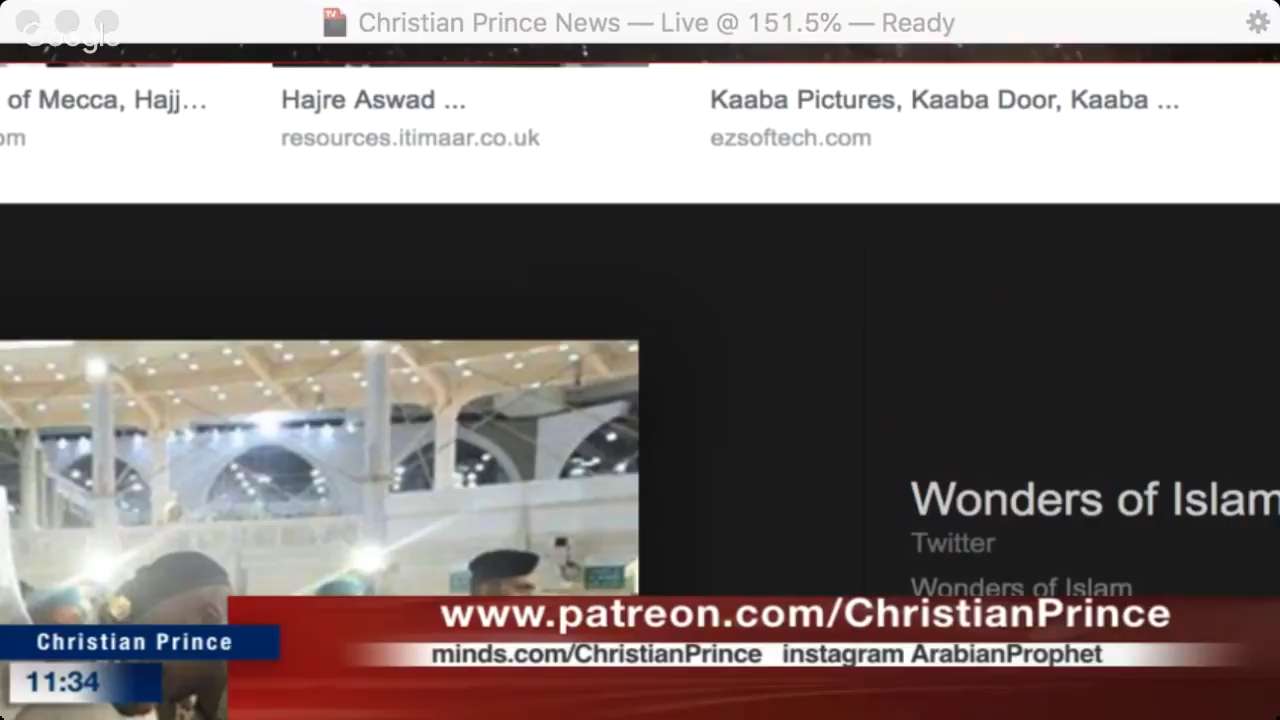 TV Christian Prince News — Live @ 151.5% — Ready
Google
of Mecca, Hajj...
om
Hajre Aswad ...
resources.itimaar.co.uk
Kaaba Pictures, Kaaba Door, Kaaba ...
ezsoftech.com
Wonders of Islam
Twitter
Wonders of Islam
www.patreon.com/ChristianPrince
minds.com/ChristianPrince instagram ArabianProphet
Christian Prince
11:34